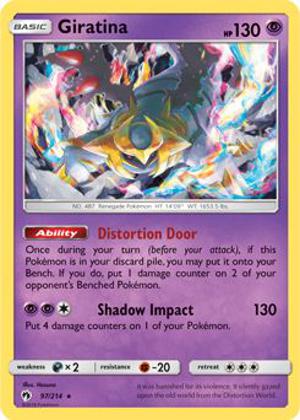 BASIC Giratina HP130
NO. 487 Renegade Pokémon HT: 14'09" WT: 1653.5 lbs.
Ability Distortion Door
Once during your turn (before your attack), if this
Pokémon is in your discard pile, you may put it onto your
Bench. If you do, put 1 damage counter on 2 of your
opponent's Benched Pokémon.
Shadow Impact 130
Put 4 damage counters on 1 of your Pokémon.
weakness ×2 resistance -20 retreat
Illus. Hasuno
97/214 ★
It was banished for its violence. It silently gazed
upon the old world from the Distortion World.